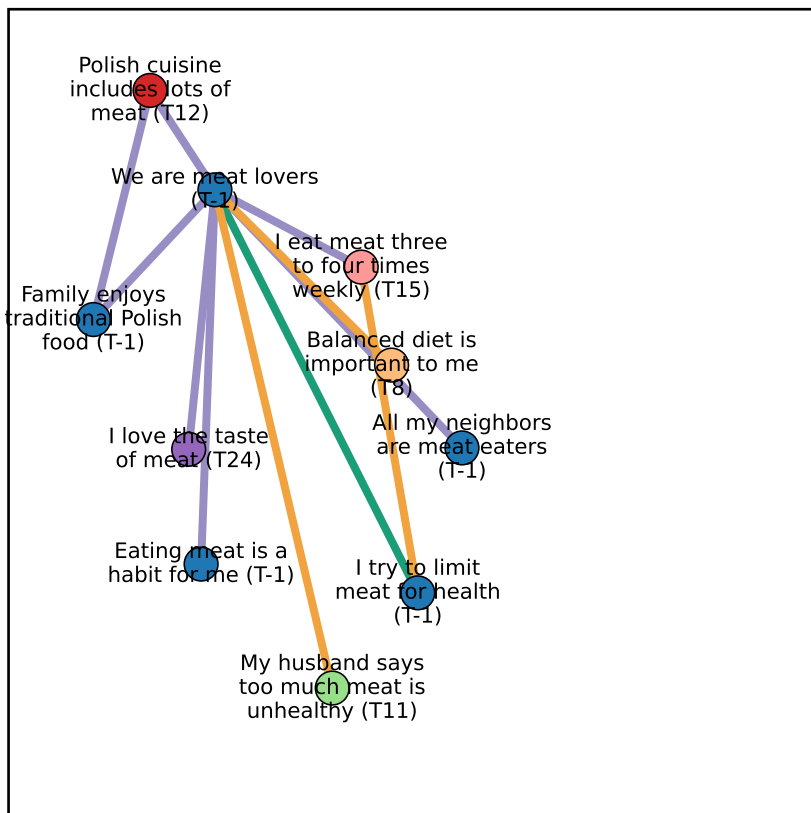 Polish cuisine
includes lots of
meat (T12)
We are meat lovers
(T-1)
I eat meat three
to four times
weekly (T15)
Family enjoys
traditional Polish
food (T-1)
Balanced diet is
important to me
(T8)
All my neighbors
are meat eaters
(T-1)
I love the taste
of meat (T24)
Eating meat is a
habit for me (T-1)
I try to limit
meat for health
(T-1)
My husband says
too much meat is
unhealthy (T11)